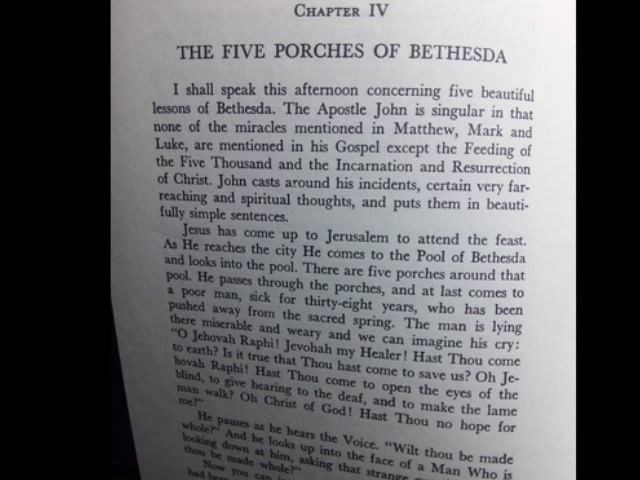 CHAPTER IV
THE FIVE PORCHES OF BETHESDA
I shall speak this afternoon concerning five beautiful
lessons of Bethesda. The Apostle John is singular in that
none of the miracles mentioned in Matthew, Mark and
Luke, are mentioned in his Gospel except the Feeding of
the Five Thousand and the Incarnation and Resurrection
of Christ. John casts around his incidents, certain very far-
reaching and spiritual thoughts, and puts them in beauti-
fully simple sentences.
Jesus has come up to Jerusalem to attend the feast.
As He reaches the city He comes to the Pool of Bethesda
and looks into the pool. There are five porches around that
pool. He passes through the porches, and at last comes to
a poor man, sick for thirty-eight years, who has been
pushed away from the sacred spring. The man is lying
there miserable and weary and we can imagine his cry:
"O Jehovah Raphi! Jevohah my Healer! Hast Thou come
to earth? Is it true that Thou hast come to save us? Oh Je-
hovah Raphi! Hast Thou come to open the eyes of the
blind, to give hearing to the deaf, and to make the lame
man walk? Oh Christ of God! Hast Thou no hope for
me?"
He pauses as he hears the Voice. "Wilt thou be made
whole?" And he looks up into the face of a Man Who is
looking down at him, asking that strange
thou be made whole?"
Now you can
had been